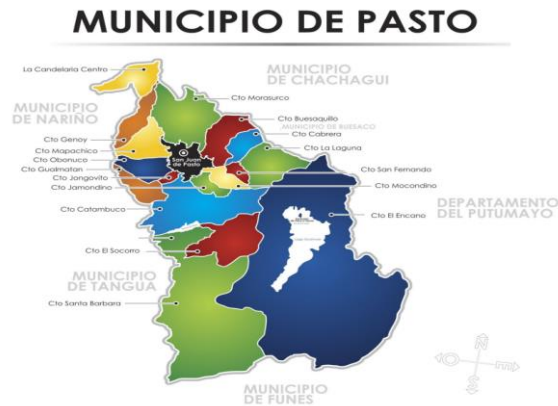 MUNICIPIO DE PASTO
La Candelaria Centro
MUNICIPIO
DE CHACHAGUI
Cto Morasurco
MUNICIPIO
DE NARIÑO
Cto Buesaquillo
MUNICIPIO DE BUESACO
Cto Cabrera
Cto La Laguna
Cto Genoy
Cto Mapachico
Cto Obonuco
Cto Gualmatan
Cto Jongovito
Cto Jamondino
San Juan
de Pasto
Cto San Fernando
Cto Mocondino
DEPARTAMENTO
DEL PUTUMAYO
Cto Catambuco
Cto El Encano
Cto El Socorro
MUNICIPIO
DE TANGUA
Cto Santa Barbara
MUNICIPIO
DE FUNES